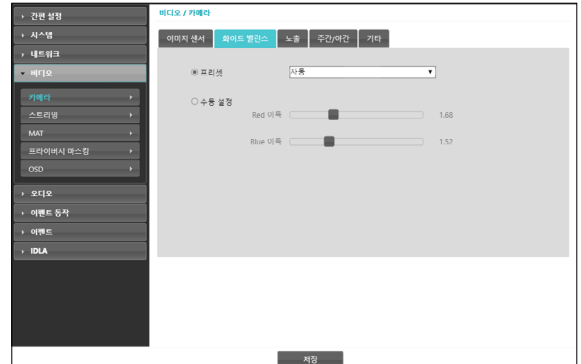 간편 설정
시스템
네트워크
비디오
카메라
스트리밍
MAT
프라이버시 마스킹
OSD
오디오
이벤트 동작
이벤트
IDLA
비디오 / 카메라
이미지 센서 화이트 밸런스 노출 주간/야간 기타
프리셋 자동
수동 설정
Red 이득 1.68
Blue 이득 1.52
저장